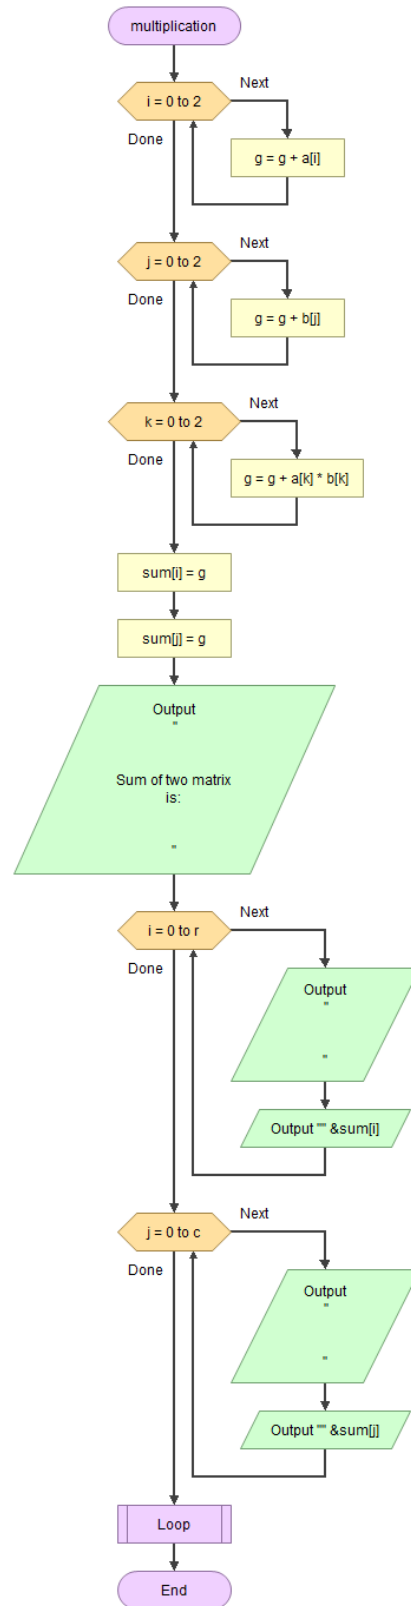 multiplication
i = 0 to 2
Next
Done
g = g + a[i]
j = 0 to 2
Next
Done
g = g + b[j]
k = 0 to 2
Next
Done
g = g + a[k] * b[k]
sum[i] = g
sum[j] = g
Output
"
Sum of two matrix
is:
"
i = 0 to r
Next
Done
Output
"
"
Output "" &sum[i]
j = 0 to c
Next
Done
Output
"
"
Output "" &sum[j]
Loop
End